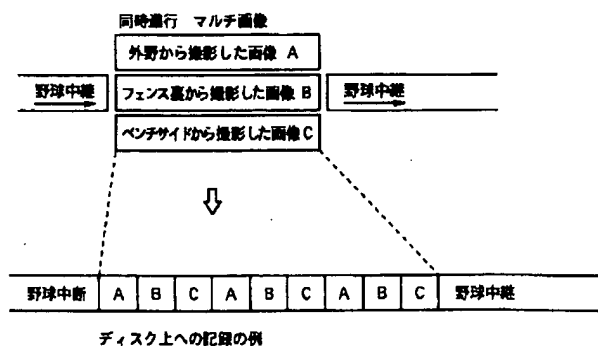 同時進行 マルチ画像
外野から撮影した画像 A
野球中継
フェンス裏から撮影した画像 B
野球中継
ベンチサイドから撮影した画像 C
野球中断 A B C A B C A B C 野球中継
ディスク上への記録の例